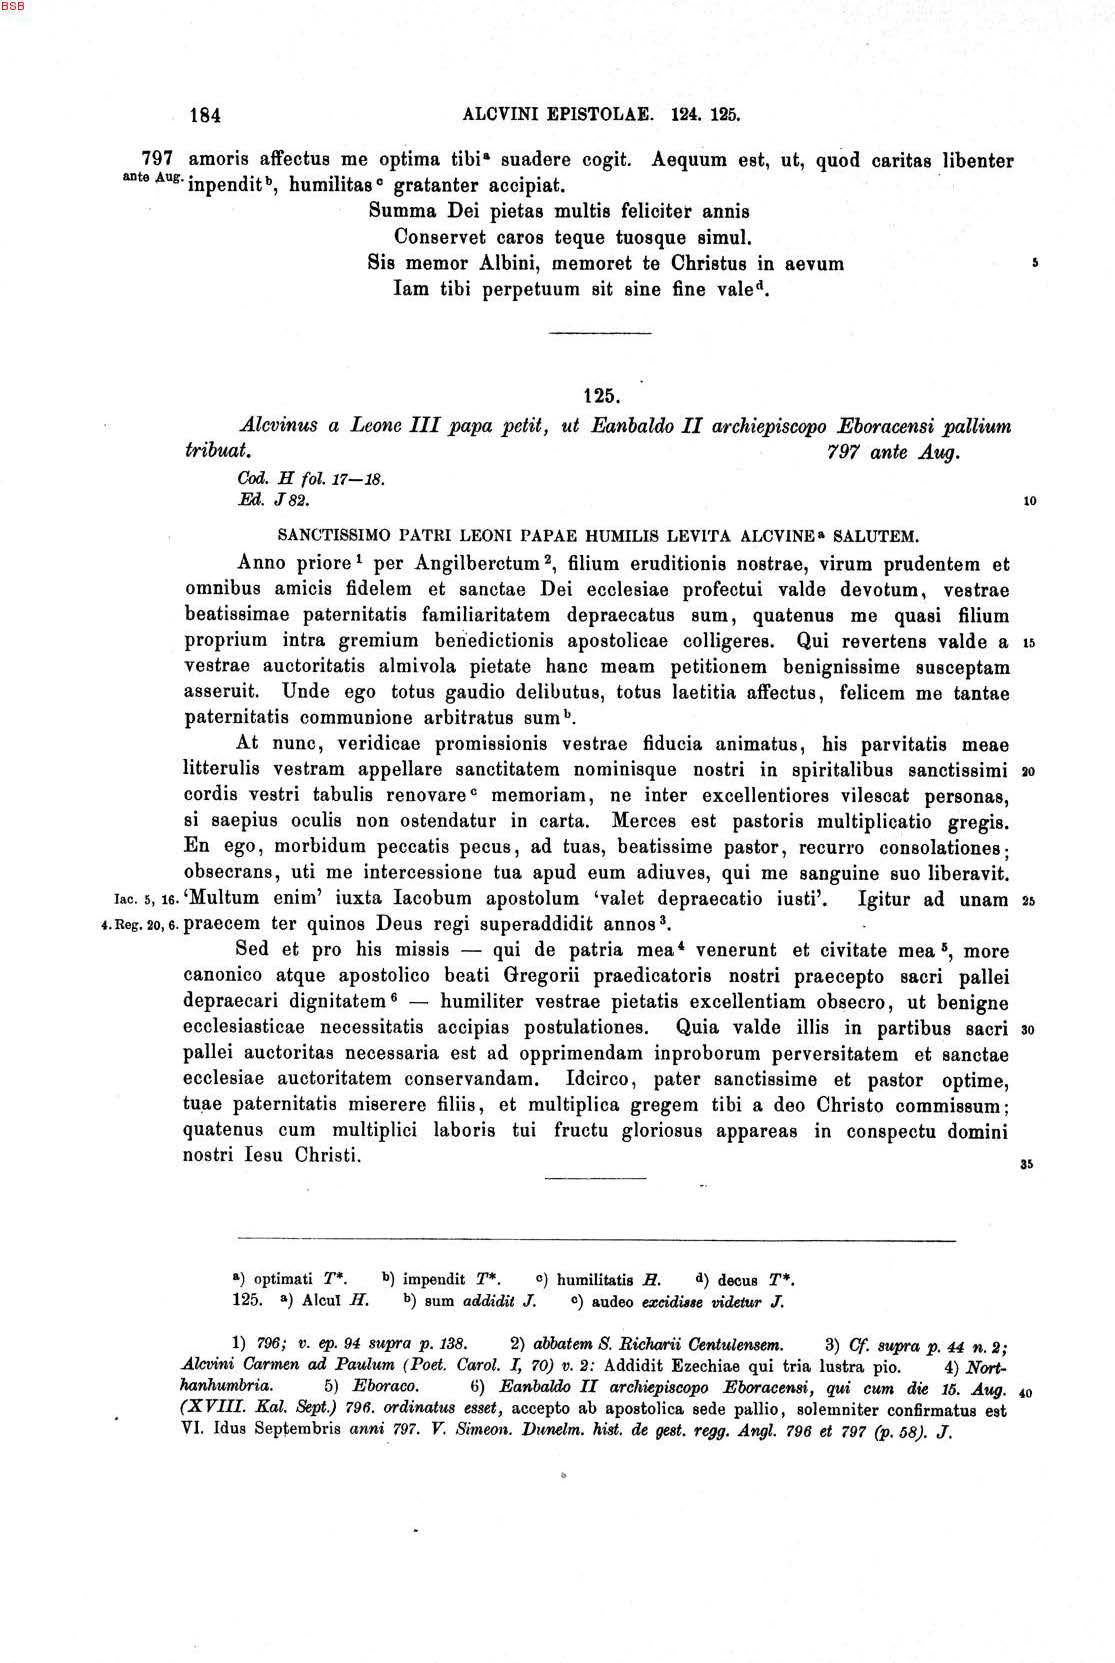 BSB
184 ALCVINI EPISTOLAE. 124. 125.
797 amoris affectus me optima tibiᵃ suadere cogit. Aequum est, ut, quod caritas libenter
ante Aug. inpenditᵇ, humilitasᶜ gratanter accipiat.
Summa Dei pietas multis feliciter annis
Conservet caros teque tuosque simul.
Sis memor Albini, memoret te Christus in aevum 5
Iam tibi perpetuum sit sine fine valeᵈ.
125.
Alcvinus a Leone III papa petit, ut Eanbaldo II archiepiscopo Eboracensi pallium
tribuat. 797 ante Aug.
Cod. H fol. 17—18.
Ed. J 82. 10
SANCTISSIMO PATRI LEONI PAPAE HUMILIS LEVITA ALCVINEᵃ SALUTEM.
Anno priore¹ per Angilberctum², filium eruditionis nostrae, virum prudentem et
omnibus amicis fidelem et sanctae Dei ecclesiae profectui valde devotum, vestrae
beatissimae paternitatis familiaritatem depraecatus sum, quatenus me quasi filium
proprium intra gremium benedictionis apostolicae colligeres. Qui revertens valde a 15
vestrae auctoritatis almivola pietate hanc meam petitionem benignissime susceptam
asseruit. Unde ego totus gaudio delibutus, totus laetitia affectus, felicem me tantae
paternitatis communione arbitratus sumᵇ.
At nunc, veridicae promissionis vestrae fiducia animatus, his parvitatis meae
litterulis vestram appellare sanctitatem nominisque nostri in spiritalibus sanctissimi 20
cordis vestri tabulis renovareᶜ memoriam, ne inter excellentiores vilescat personas,
si saepius oculis non ostendatur in carta. Merces est pastoris multiplicatio gregis.
En ego, morbidum peccatis pecus, ad tuas, beatissime pastor, recurro consolationes;
obsecrans, uti me intercessione tua apud eum adiuves, qui me sanguine suo liberavit.
Iac. 5, 16. ‘Multum enim’ iuxta Iacobum apostolum ‘valet depraecatio iusti’. Igitur ad unam 25
4. Reg. 20, 6. praecem ter quinos Deus regi superaddidit annos³.
Sed et pro his missis — qui de patria mea⁴ venerunt et civitate mea⁵, more
canonico atque apostolico beati Gregorii praedicatoris nostri praecepto sacri pallei
depraecari dignitatem⁶ — humiliter vestrae pietatis excellentiam obsecro, ut benigne
ecclesiasticae necessitatis accipias postulationes. Quia valde illis in partibus sacri 30
pallei auctoritas necessaria est ad opprimendam inproborum perversitatem et sanctae
ecclesiae auctoritatem conservandam. Idcirco, pater sanctissime et pastor optime,
tuae paternitatis miserere filiis, et multiplica gregem tibi a deo Christo commissum;
quatenus cum multiplici laboris tui fructu gloriosus appareas in conspectu domini
nostri Iesu Christi. 35
ᵃ) optimati T*. ᵇ) impendit T*. ᶜ) humilitatis H. ᵈ) decus T*.
125. ᵃ) Alcuī H. ᵇ) sum addidit J. ᶜ) audeo excidisse videtur J.
1) 796; v. ep. 94 supra p. 138. 2) abbatem S. Richarii Centulensem. 3) Cf. supra p. 44 n. 2;
Alcvini Carmen ad Paulum (Poet. Carol. I, 70) v. 2: Addidit Ezechiae qui tria lustra pio. 4) Nort-
hanhumbria. 5) Eboraco. 6) Eanbaldo II archiepiscopo Eboracensi, qui cum die 15. Aug. 40
(XVIII. Kal. Sept.) 796. ordinatus esset, accepto ab apostolica sede pallio, solemniter confirmatus est
VI. Idus Septembris anni 797. V. Simeon. Dunelm. hist. de gest. regg. Angl. 796 et 797 (p. 58). J.